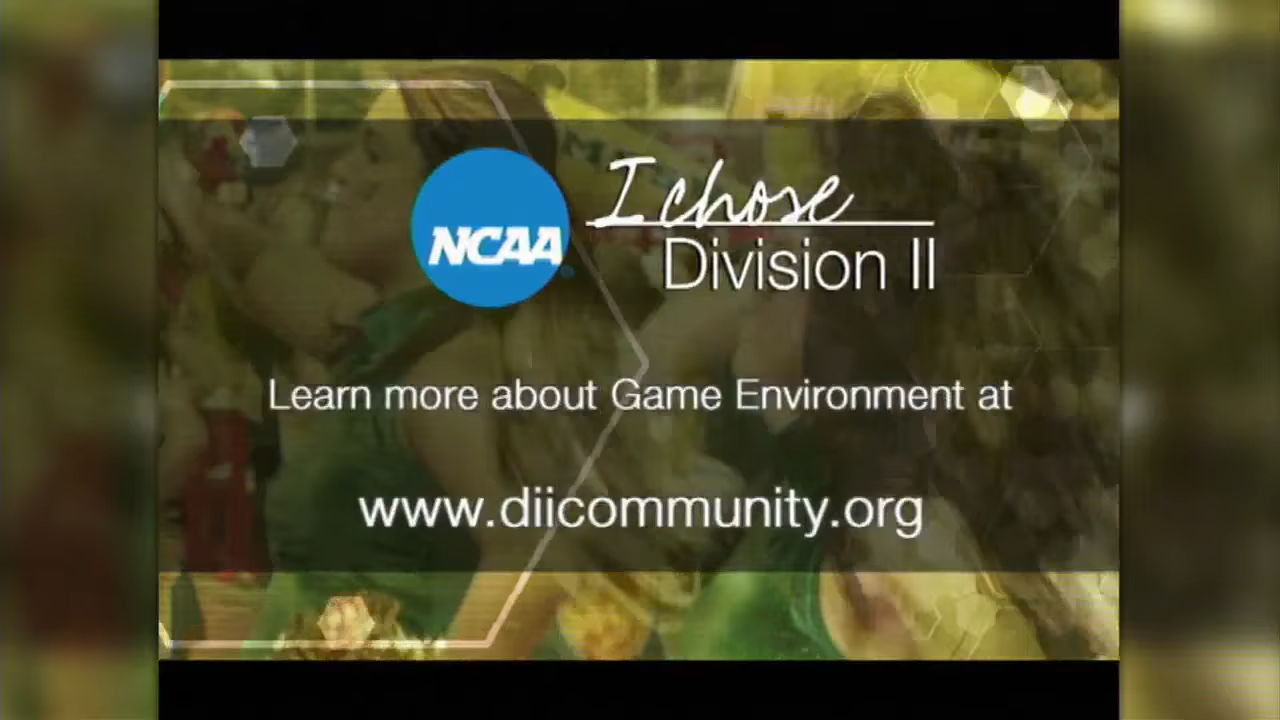 NCAA
I chose
Division II
Learn more about Game Environment at
www.diicommunity.org